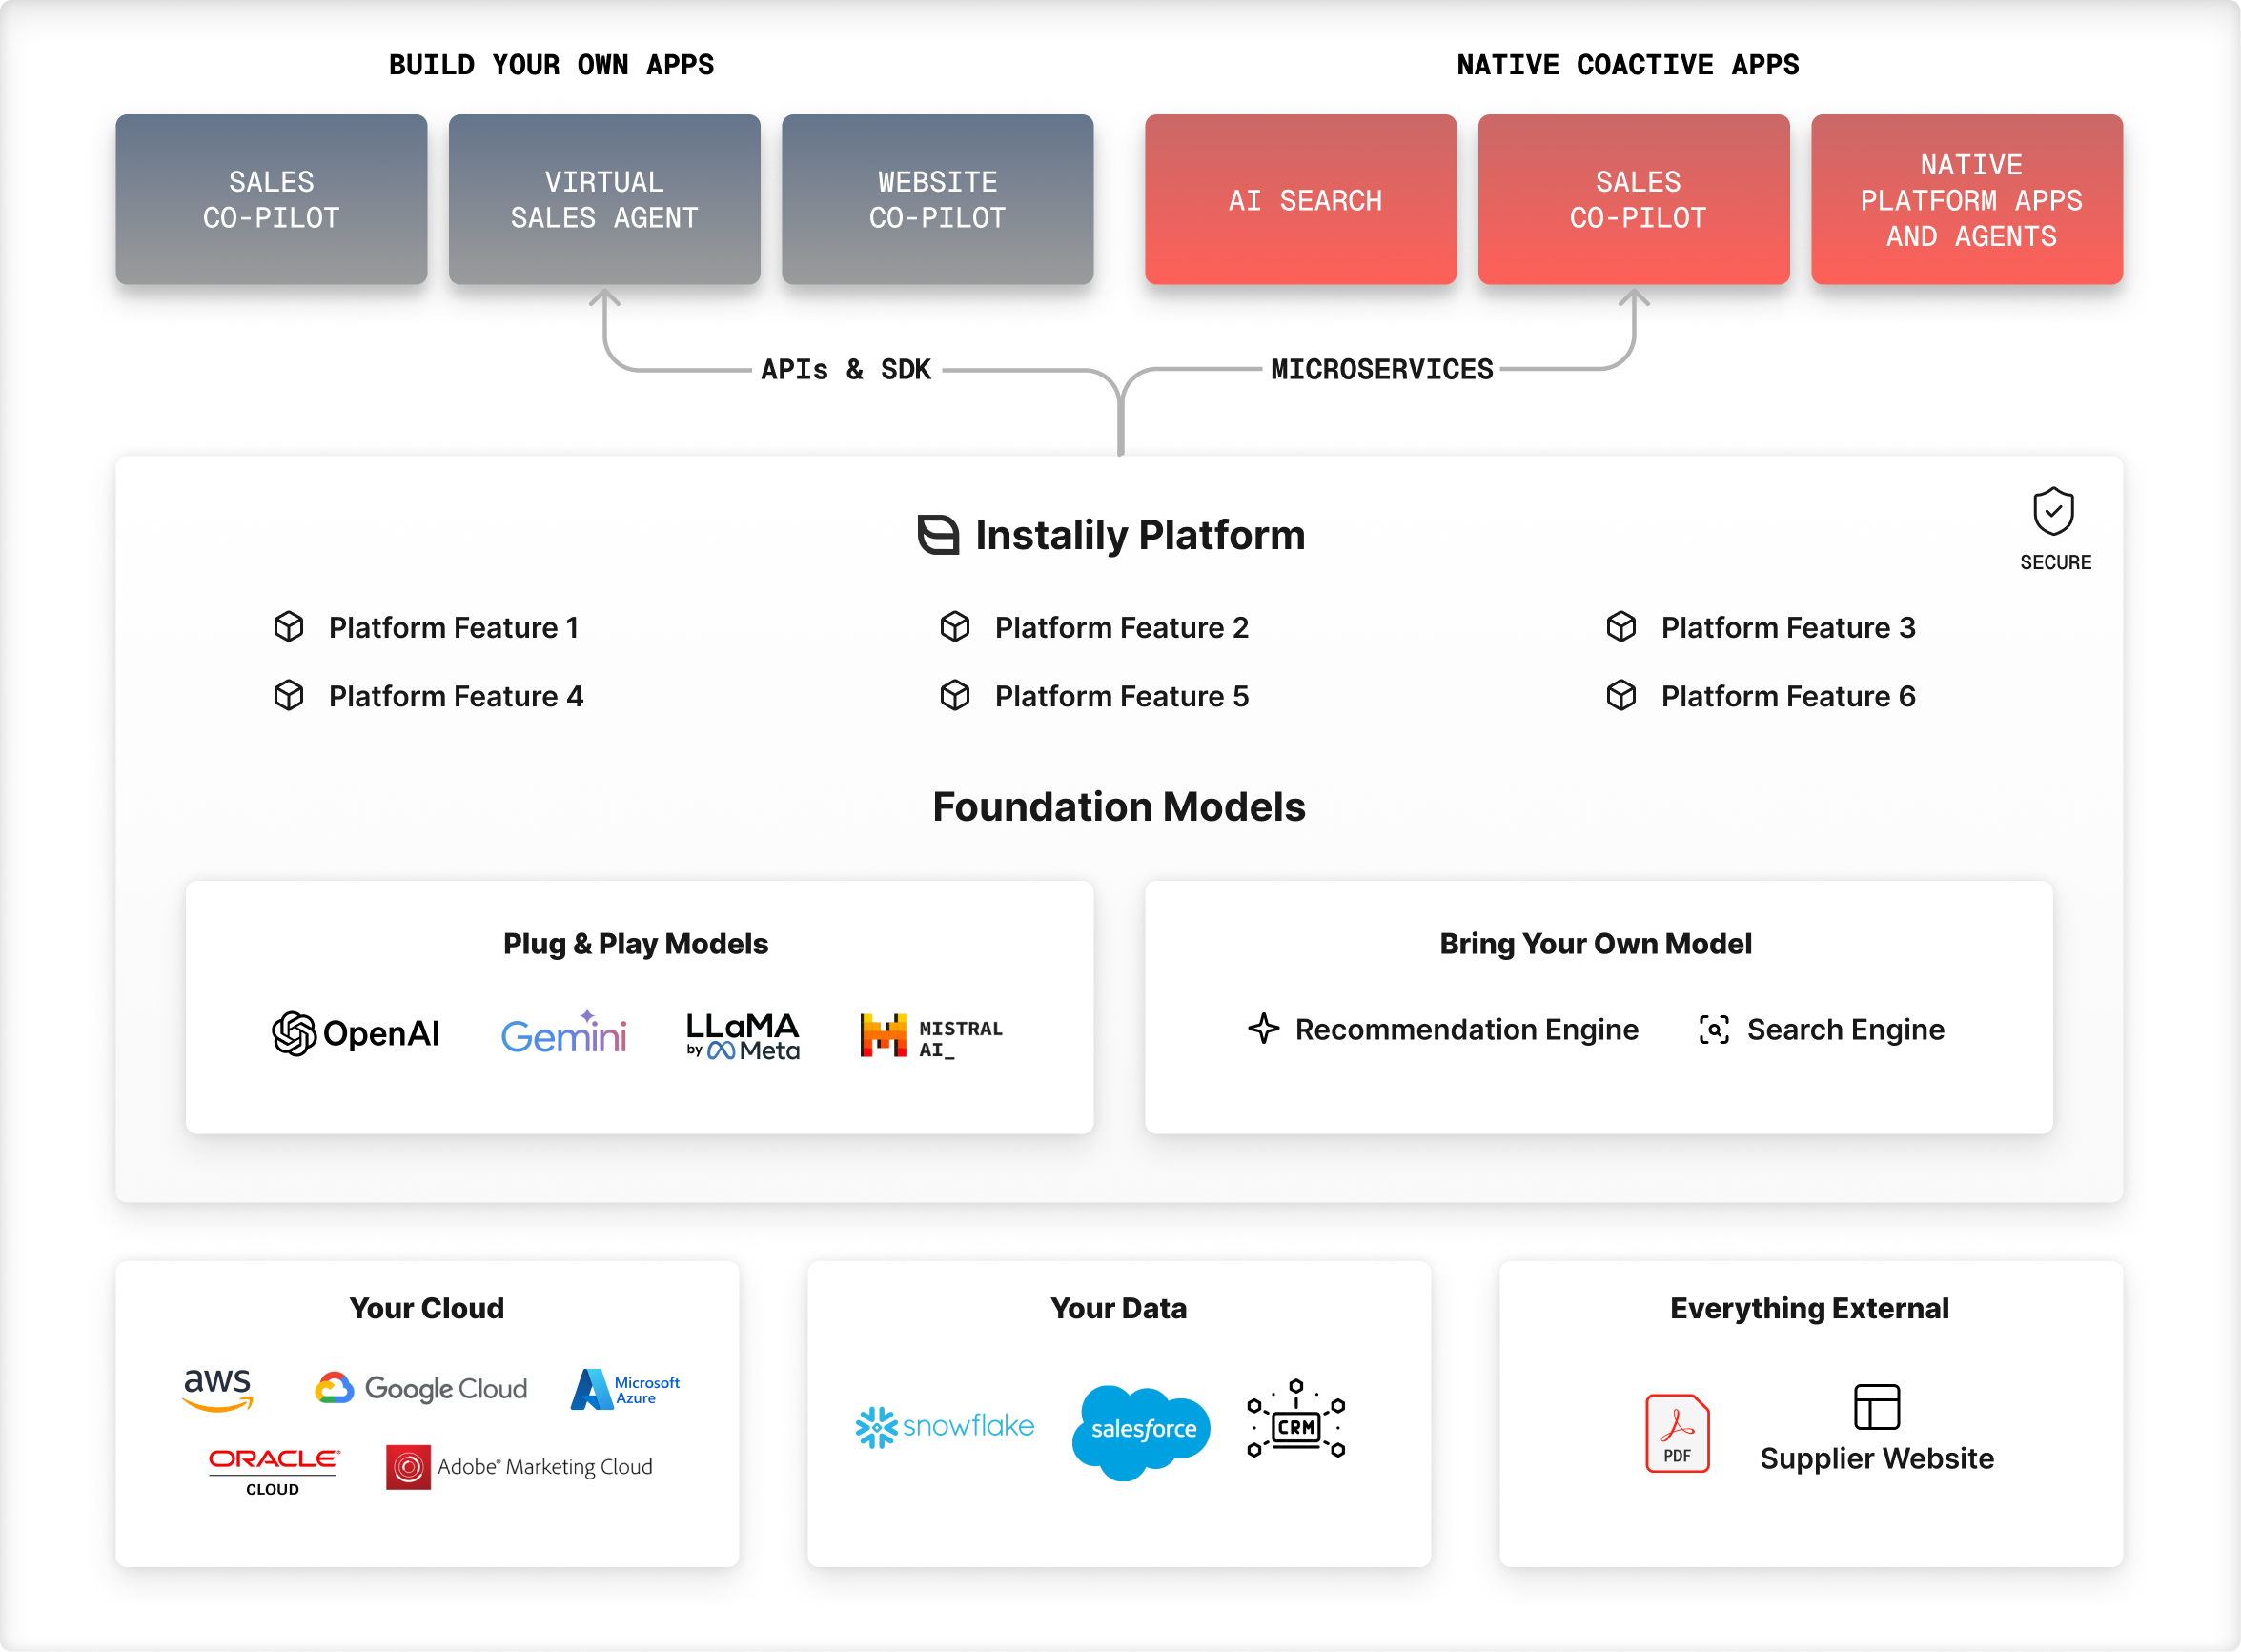 BUILD YOUR OWN APPS
NATIVE COACTIVE APPS
SALES
CO-PILOT
VIRTUAL
SALES AGENT
WEBSITE
CO-PILOT
AI SEARCH
SALES
CO-PILOT
NATIVE
PLATFORM APPS
AND AGENTS
APIs & SDK
MICROSERVICES
Instalily Platform
SECURE
Platform Feature 1
Platform Feature 2
Platform Feature 3
Platform Feature 4
Platform Feature 5
Platform Feature 6
Foundation Models
Plug & Play Models
OpenAI
Gemini
LLaMA
by Meta
MISTRAL
AI_
Bring Your Own Model
Recommendation Engine
Search Engine
Your Cloud
aws
Google Cloud
Microsoft
Azure
ORACLE®
CLOUD
Adobe® Marketing Cloud
Your Data
snowflake
salesforce
CRM
Everything External
PDF
Supplier Website